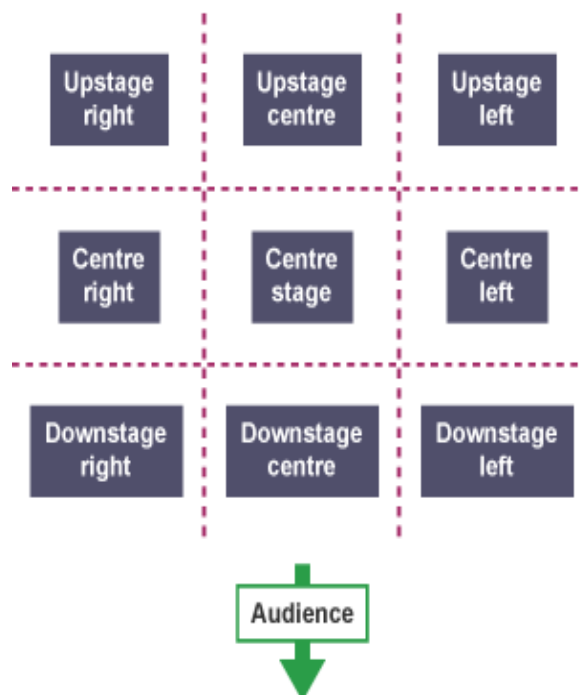 Upstage
right
Upstage
centre
Upstage
left
Centre
right
Centre
stage
Centre
left
Downstage
right
Downstage
centre
Downstage
left
Audience